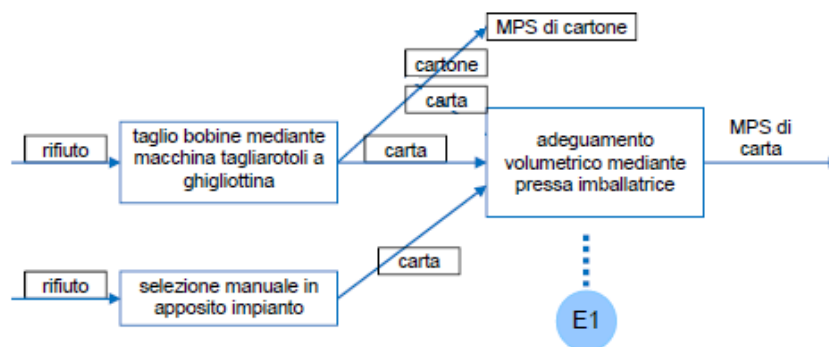 MPS di cartone
cartone
carta
rifiuto
taglio bobine mediante
macchina tagliarotoli a
ghigliottina
carta
adeguamento
volumetrico mediante
pressa imballatrice
MPS di
carta
rifiuto
selezione manuale in
apposito impianto
carta
E1